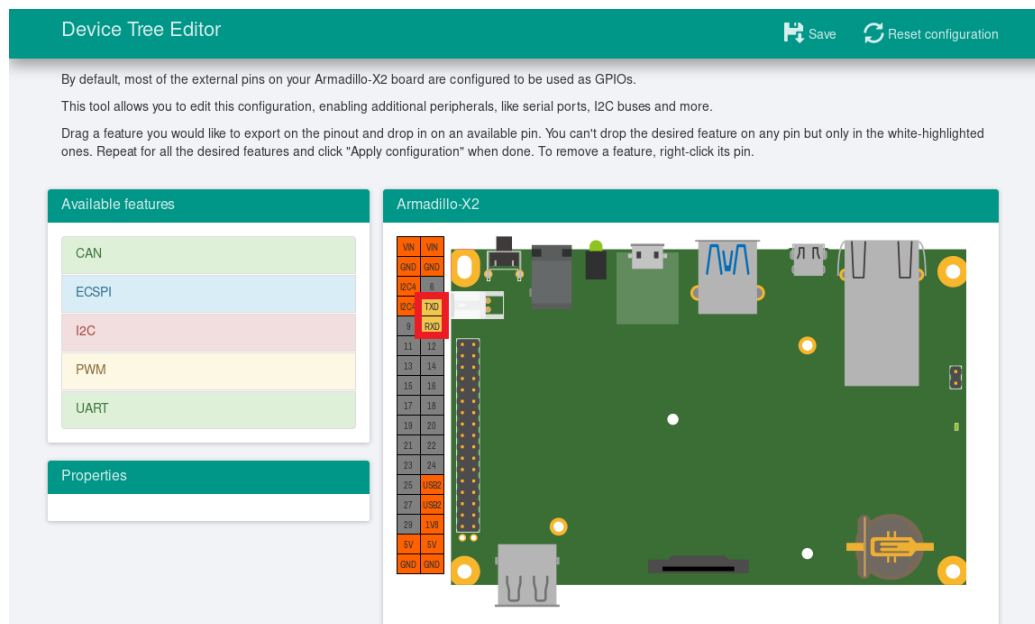 Device Tree Editor
Save
Reset configuration
By default, most of the external pins on your Armadillo-X2 board are configured to be used as GPIOs.
This tool allows you to edit this configuration, enabling additional peripherals, like serial ports, I2C buses and more.
Drag a feature you would like to export on the pinout and drop in on an available pin. You can't drop the desired feature on any pin but only in the white-highlighted
ones. Repeat for all the desired features and click "Apply configuration" when done. To remove a feature, right-click its pin.
Available features
CAN
ECSPI
I2C
PWM
UART
Properties
Armadillo-X2
VIN VIN
GND GND
I2C4 6
I2C4 TXD
9 RXD
11 12
13 14
15 16
17 18
19 20
21 22
23 24
25 USB2
27 USB2
29 1V8
5V 5V
GND GND